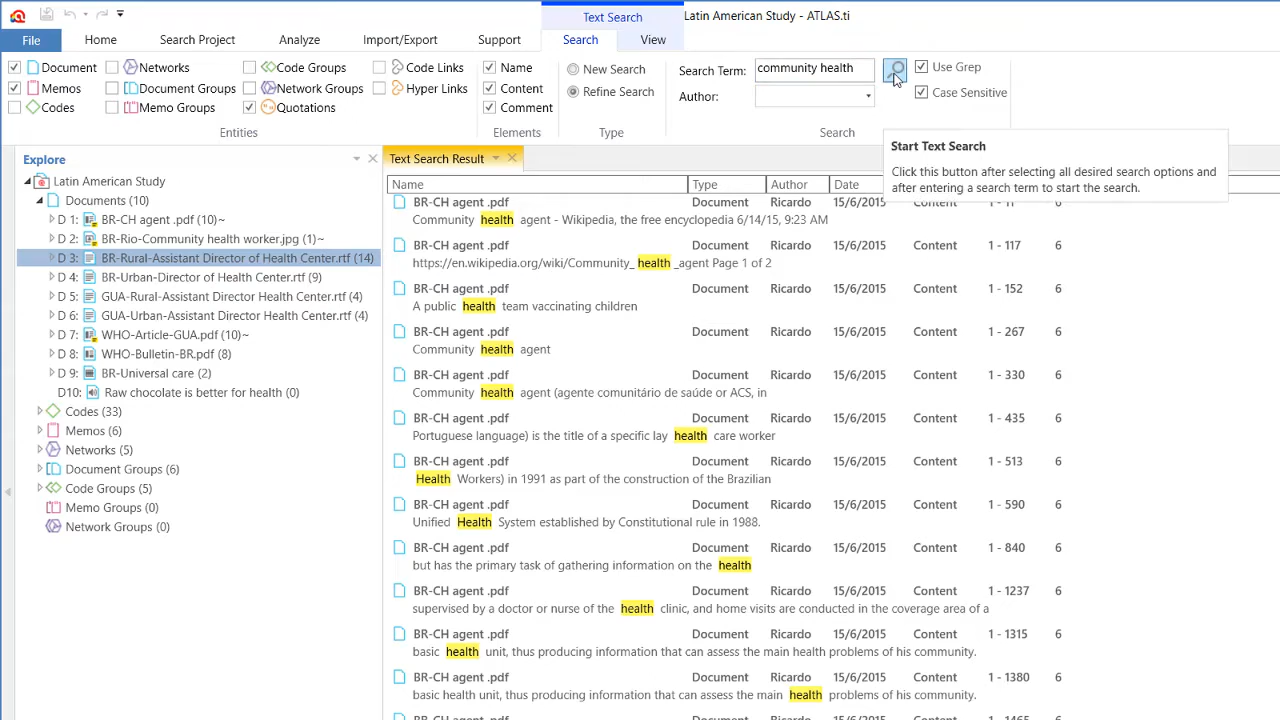 Text Search
Latin American Study - ATLAS.ti
File Home Search Project Analyze Import/Export Support Search View
Document Networks Code Groups Code Links Name New Search Search Term: community health Use Grep
Memos Document Groups Network Groups Hyper Links Content Refine Search Author: Case Sensitive
Codes Memo Groups Quotations Comment
Entities Elements Type Search
Start Text Search
Click this button after selecting all desired search options and
after entering a search term to start the search.
Explore
Latin American Study
Documents (10)
D 1: BR-CH agent .pdf (10)~
D 2: BR-Rio-Community health worker.jpg (1)~
D 3: BR-Rural-Assistant Director of Health Center.rtf (14)
D 4: BR-Urban-Director of Health Center.rtf (9)
D 5: GUA-Rural-Assistant Director Health Center.rtf (4)
D 6: GUA-Urban-Assistant Director Health Center.rtf (4)
D 7: WHO-Article-GUA.pdf (10)~
D 8: WHO-Bulletin-BR.pdf (8)
D 9: BR-Universal care (2)
D10: Raw chocolate is better for health (0)
Codes (33)
Memos (6)
Networks (5)
Document Groups (6)
Code Groups (5)
Memo Groups (0)
Network Groups (0)
Text Search Result
Name Type Author Date
BR-CH agent .pdf Document Ricardo 15/6/2015 Content 6
Community health agent - Wikipedia, the free encyclopedia 6/14/15, 9:23 AM
BR-CH agent .pdf Document Ricardo 15/6/2015 Content 1 - 117 6
https://en.wikipedia.org/wiki/Community_ health _agent Page 1 of 2
BR-CH agent .pdf Document Ricardo 15/6/2015 Content 1 - 152 6
A public health team vaccinating children
BR-CH agent .pdf Document Ricardo 15/6/2015 Content 1 - 267 6
Community health agent
BR-CH agent .pdf Document Ricardo 15/6/2015 Content 1 - 330 6
Community health agent (agente comunitário de saúde or ACS, in
BR-CH agent .pdf Document Ricardo 15/6/2015 Content 1 - 435 6
Portuguese language) is the title of a specific lay health care worker
BR-CH agent .pdf Document Ricardo 15/6/2015 Content 1 - 513 6
Health Workers) in 1991 as part of the construction of the Brazilian
BR-CH agent .pdf Document Ricardo 15/6/2015 Content 1 - 590 6
Unified Health System established by Constitutional rule in 1988.
BR-CH agent .pdf Document Ricardo 15/6/2015 Content 1 - 840 6
but has the primary task of gathering information on the health
BR-CH agent .pdf Document Ricardo 15/6/2015 Content 1 - 1237 6
supervised by a doctor or nurse of the health clinic, and home visits are conducted in the coverage area of a
BR-CH agent .pdf Document Ricardo 15/6/2015 Content 1 - 1315 6
basic health unit, thus producing information that can assess the main health problems of his community.
BR-CH agent .pdf Document Ricardo 15/6/2015 Content 1 - 1380 6
basic health unit, thus producing information that can assess the main health problems of his community.